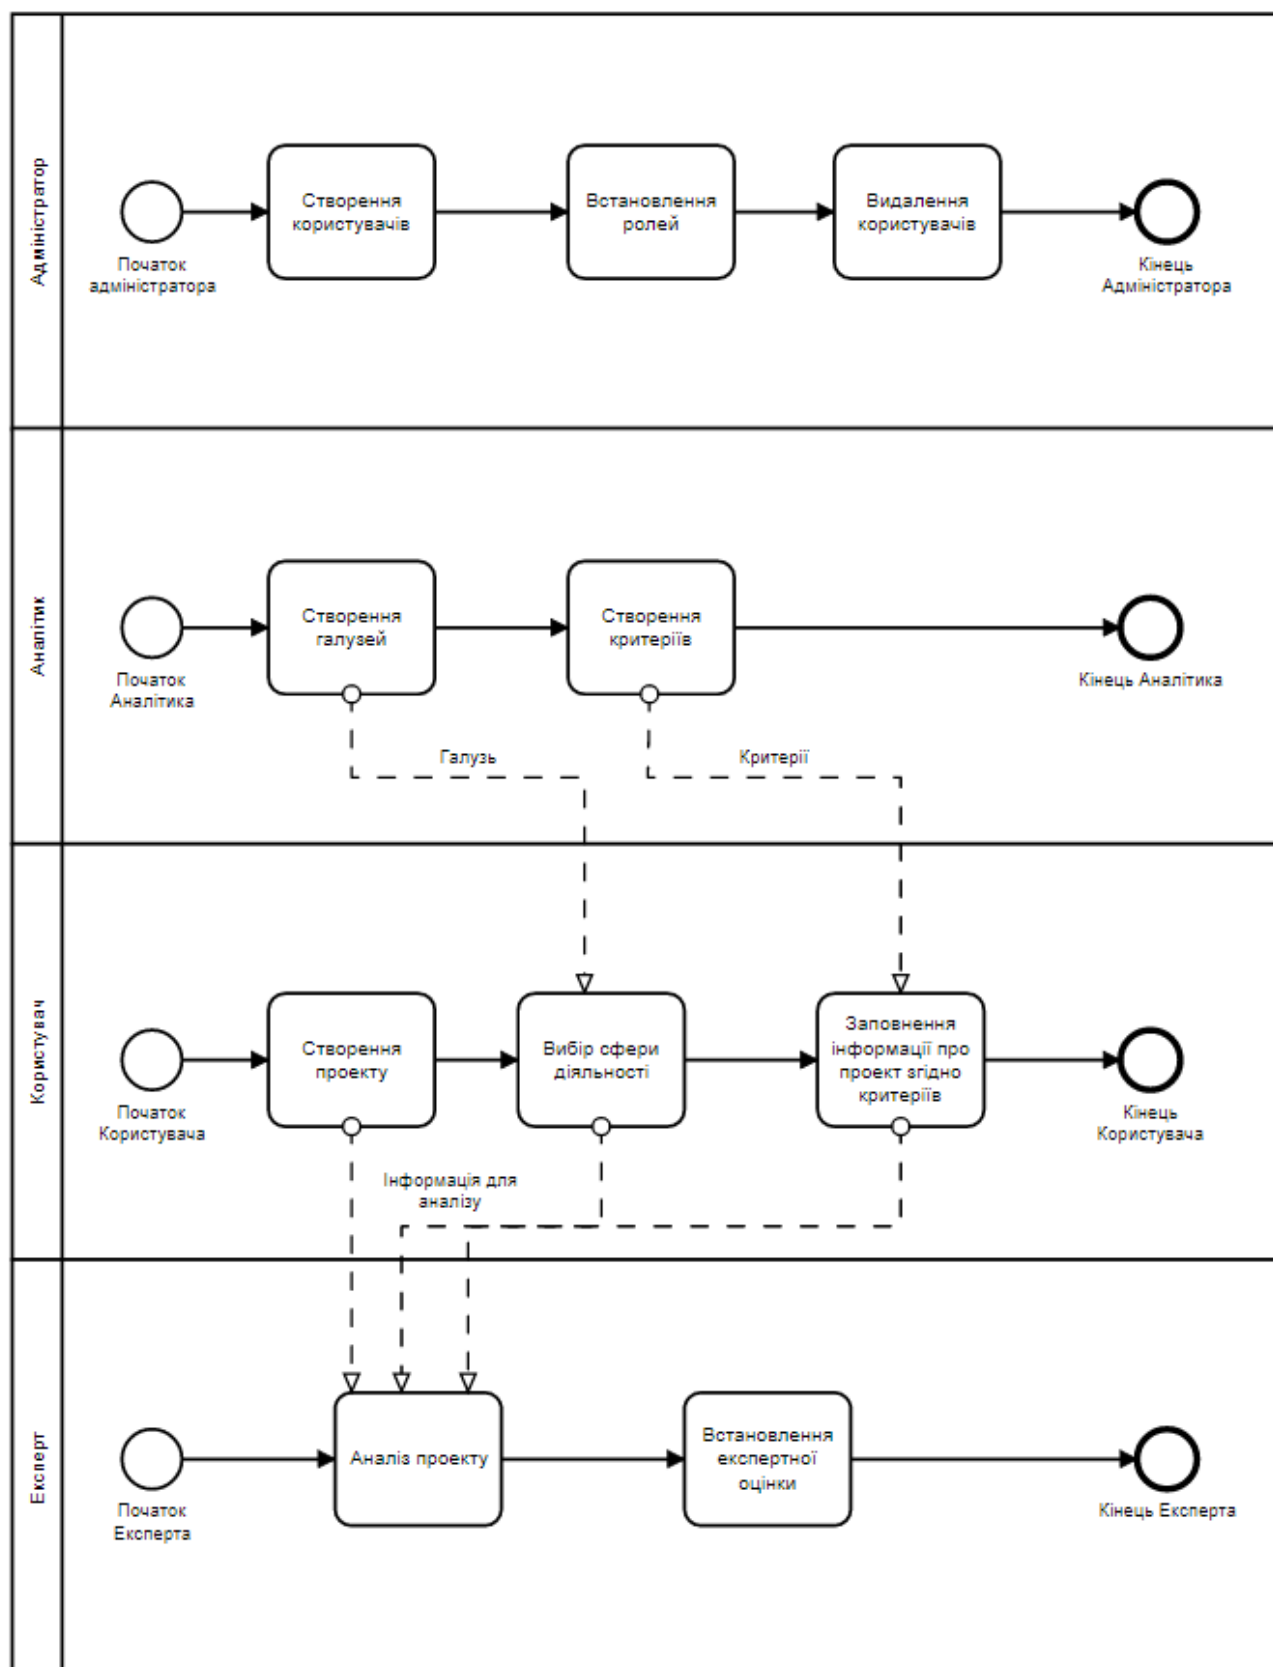 Адміністратор
Створення
користувачів
Встановлення
ролей
Видалення
користувачів
Початок
адміністратора
Кінець
Адміністратора
Аналітик
Створення
галузей
Створення
критеріїв
Початок
Аналітика
Кінець Аналітика
Галузь
Критерії
Користувач
Створення
проекту
Вибір сфери
діяльності
Заповнення
інформації про
проект згідно
критеріїв
Початок
Користувача
Кінець
Користувача
Інформація для
аналізу
Експерт
Аналіз проекту
Встановлення
експертної
оцінки
Початок
Експерта
Кінець Експерта